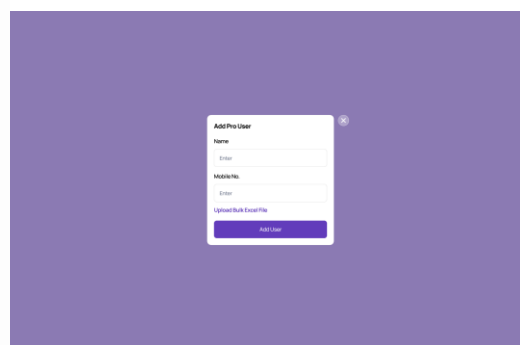 Add Pro User
Name
Enter
Mobile No.
Enter
Upload Bulk Excel File
Add User